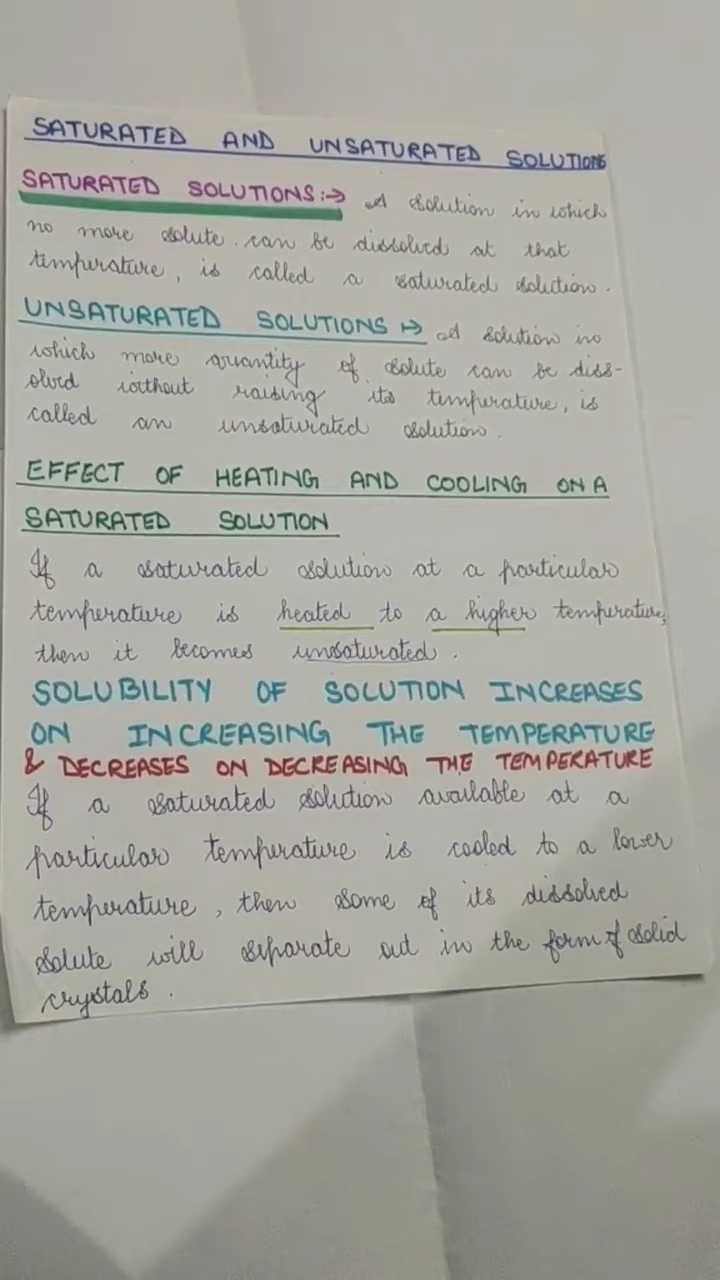 SATURATED AND UNSATURATED SOLUTIONS
SATURATED SOLUTIONS:→ A solution in which
no more solute can be dissolved at that
temperature, is called a saturated solution.
UNSATURATED SOLUTIONS → A solution in
which more quantity of solute can be diss-
olved without raising its temperature, is
called an unsaturated solution.
EFFECT OF HEATING AND COOLING ON A
SATURATED SOLUTION
If a saturated solution at a particular
temperature is heated to a higher temperature,
then it becomes unsaturated.
SOLUBILITY OF SOLUTION INCREASES
ON INCREASING THE TEMPERATURE
& DECREASES ON DECREASING THE TEMPERATURE
If a saturated solution available at a
particular temperature is cooled to a lower
temperature, then some of its dissolved
solute will separate out in the form of solid
crystals.